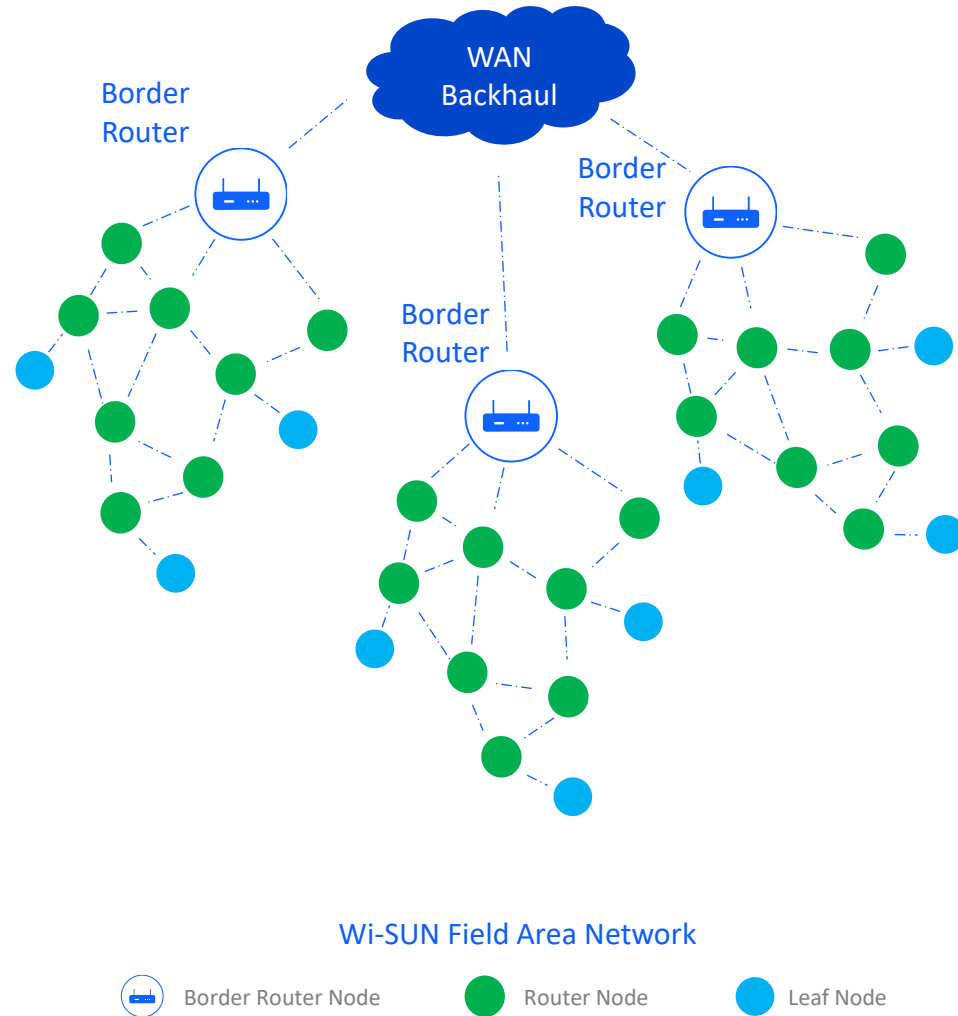 WAN
Backhaul
Border
Router
Border
Router
Border
Router
Wi-SUN Field Area Network
Border Router Node
Router Node
Leaf Node